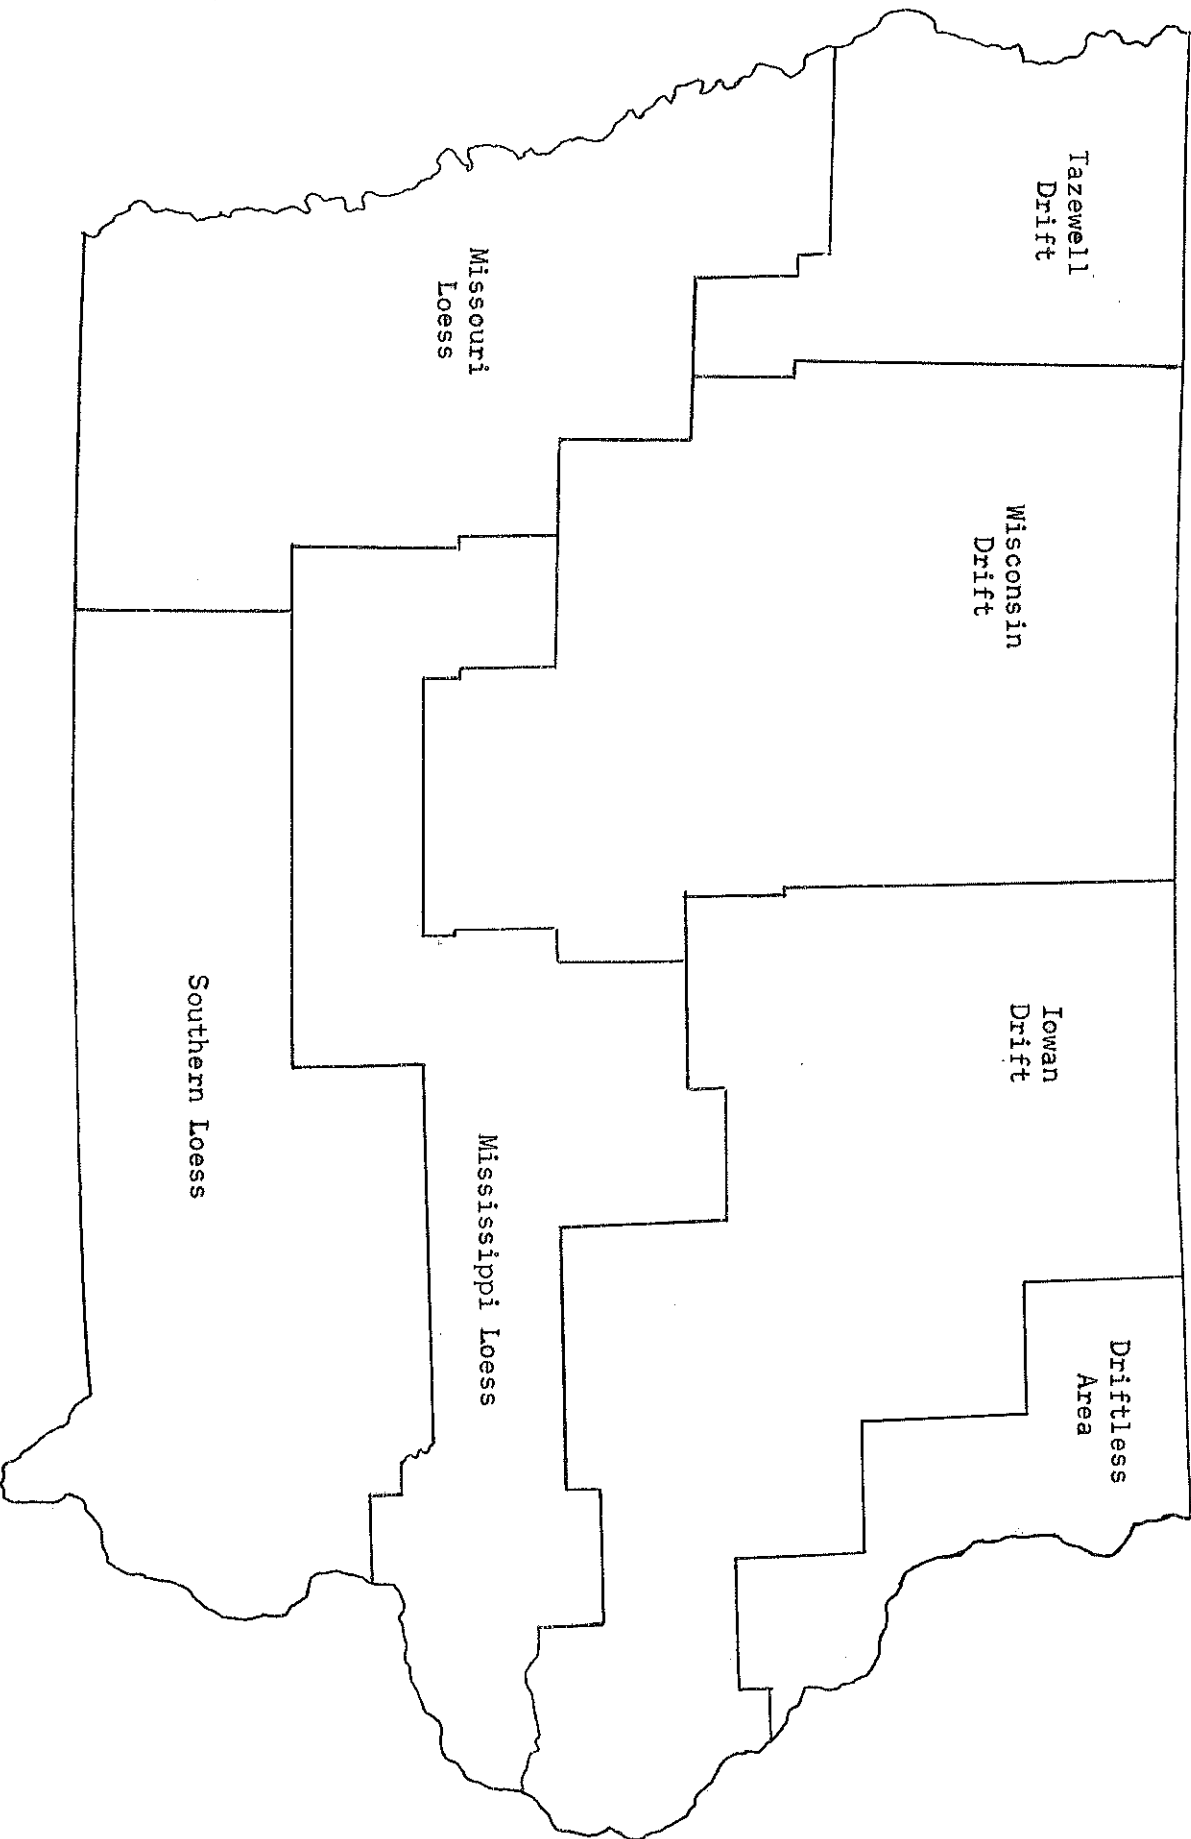 Tazewell
Drift
Wisconsin
Drift
Iowan
Drift
Driftless
Area
Missouri
Loess
Mississippi Loess
Southern Loess